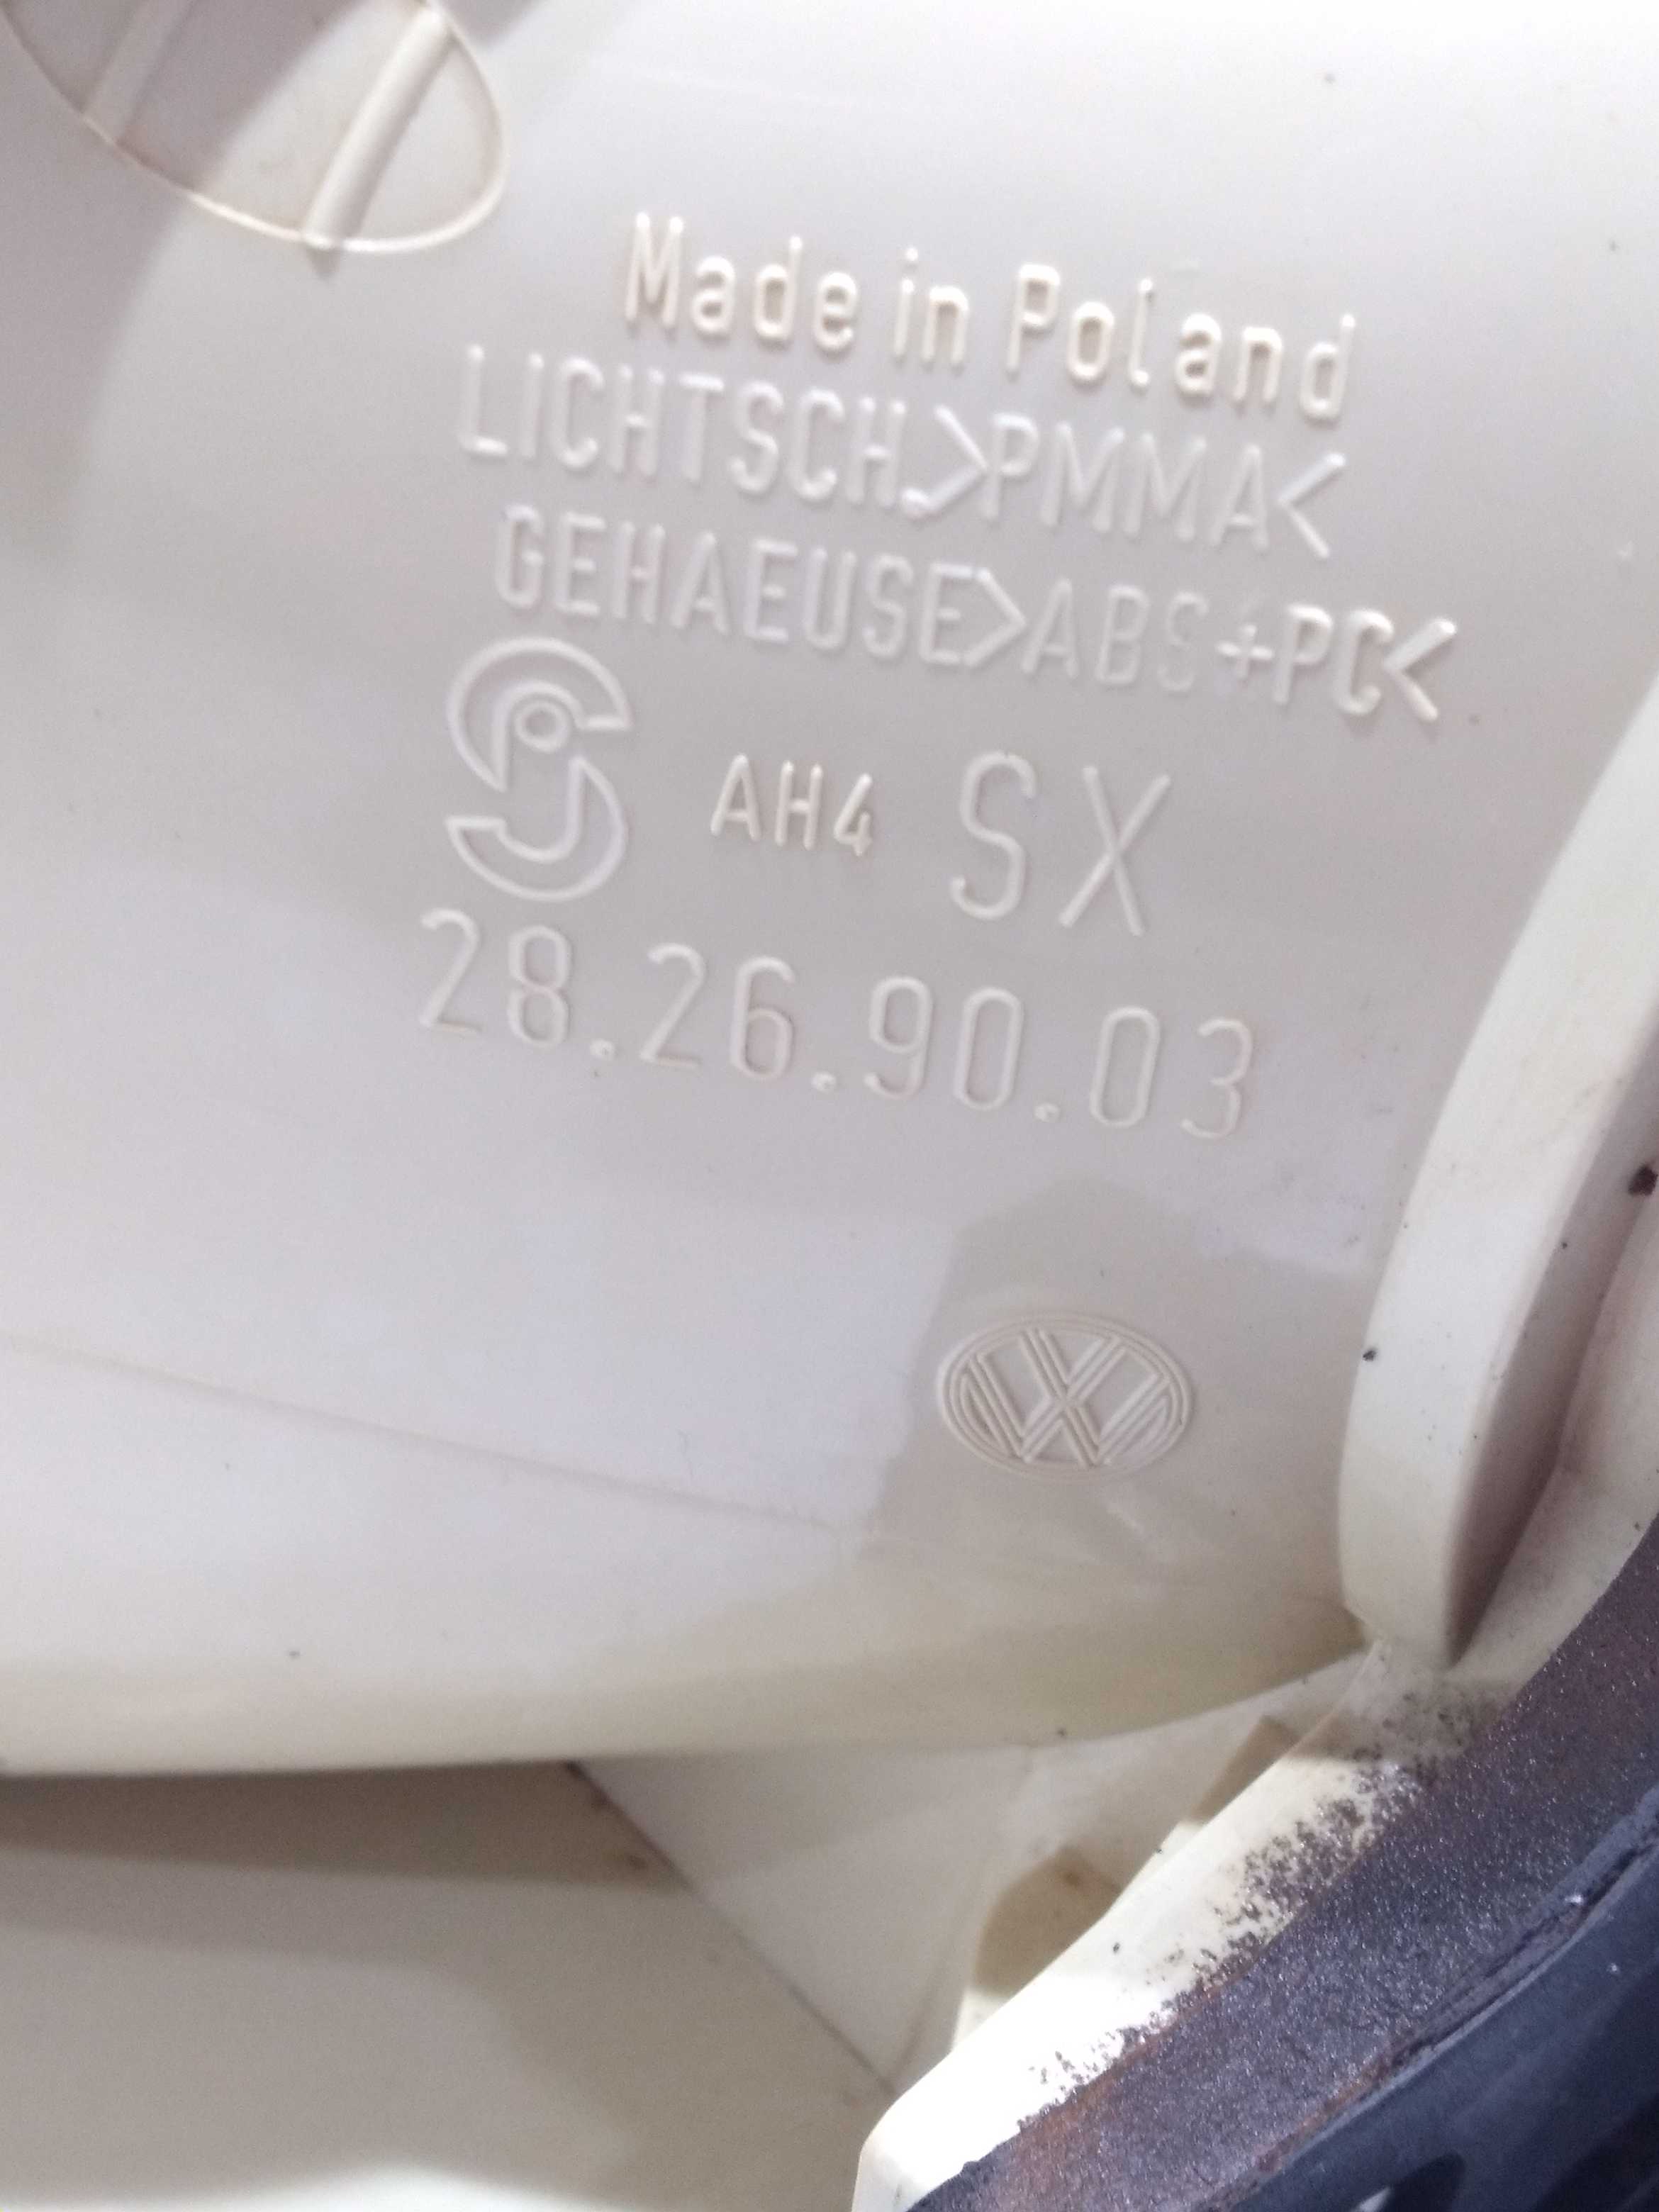 Made in Poland
LICHTSCH.>PMMA<
GEHAEUSE>ABS+PC<
AH4 SX
28.26.90.03